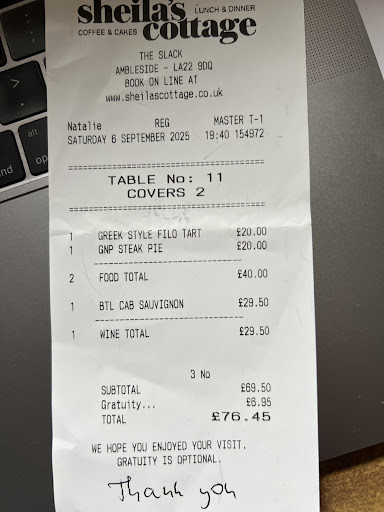 sheila's
LUNCH & DINNER
COFFEE & CAKES cottage
THE SLACK
AMBLESIDE - LA22 9DQ
BOOK ON LINE AT
www.sheilascottage.co.uk
Natalie REG MASTER T-1
SATURDAY 6 SEPTEMBER 2025 19:40 154972
TABLE No: 11
COVERS 2
1 GREEK STYLE FILO TART £20.00
1 GNP STEAK PIE £20.00
2 FOOD TOTAL £40.00
1 BTL CAB SAUVIGNON £29.50
1 WINE TOTAL £29.50
3 No
SUBTOTAL £69.50
Gratuity... £6.95
TOTAL £76.45
WE HOPE YOU ENJOYED YOUR VISIT.
GRATUITY IS OPTIONAL.
Thank you
alt